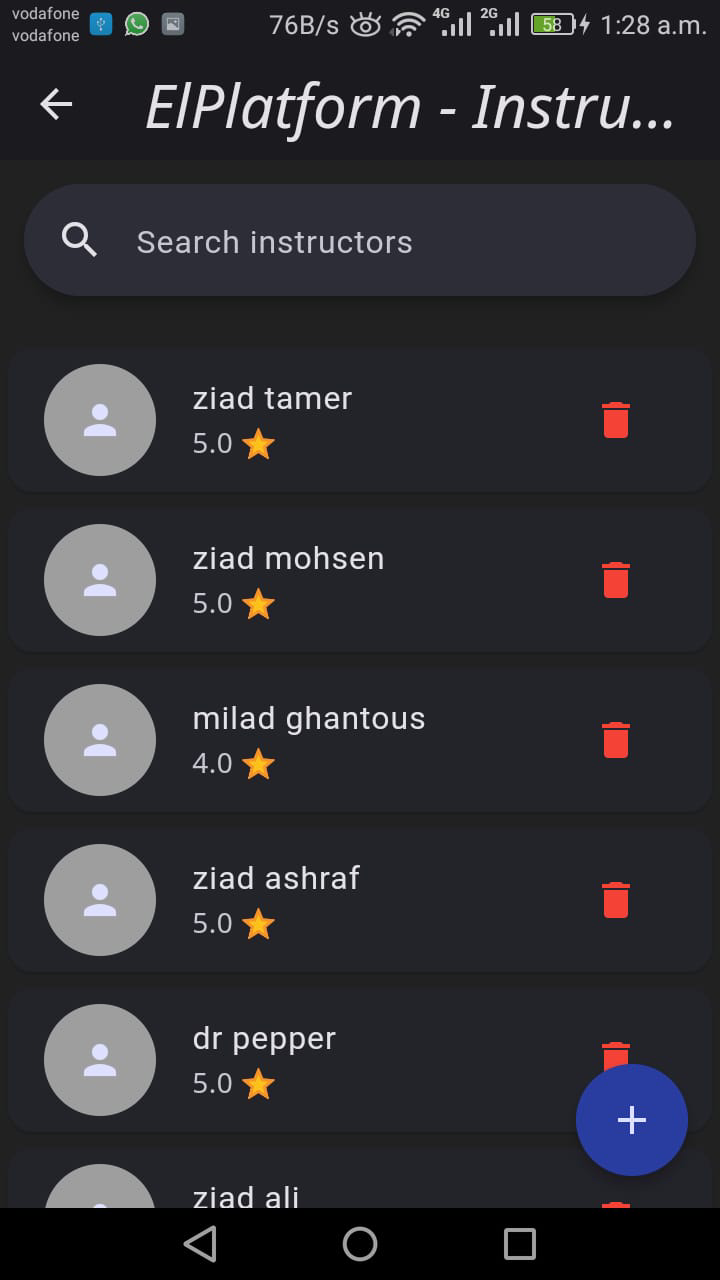 vodafone
vodafone
76B/s 4G 2G 58 1:28 a.m.
ElPlatform - Instru...
Search instructors
ziad tamer
5.0
ziad mohsen
5.0
milad ghantous
4.0
ziad ashraf
5.0
dr pepper
5.0
ziad ali